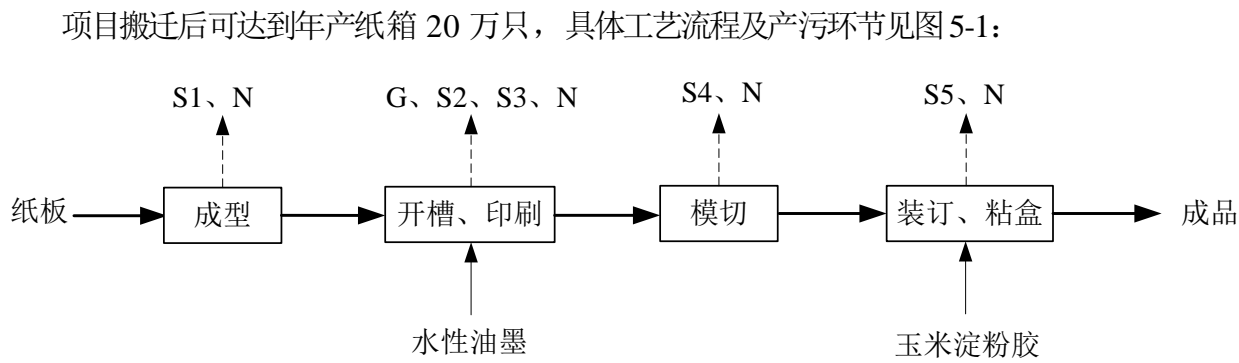 项目搬迁后可达到年产纸箱 20 万只，具体工艺流程及产污环节见图5-1：
S1、N
G、S2、S3、N
S4、N
S5、N
纸板
成型
开槽、印刷
模切
装订、粘盒
成品
水性油墨
玉米淀粉胶